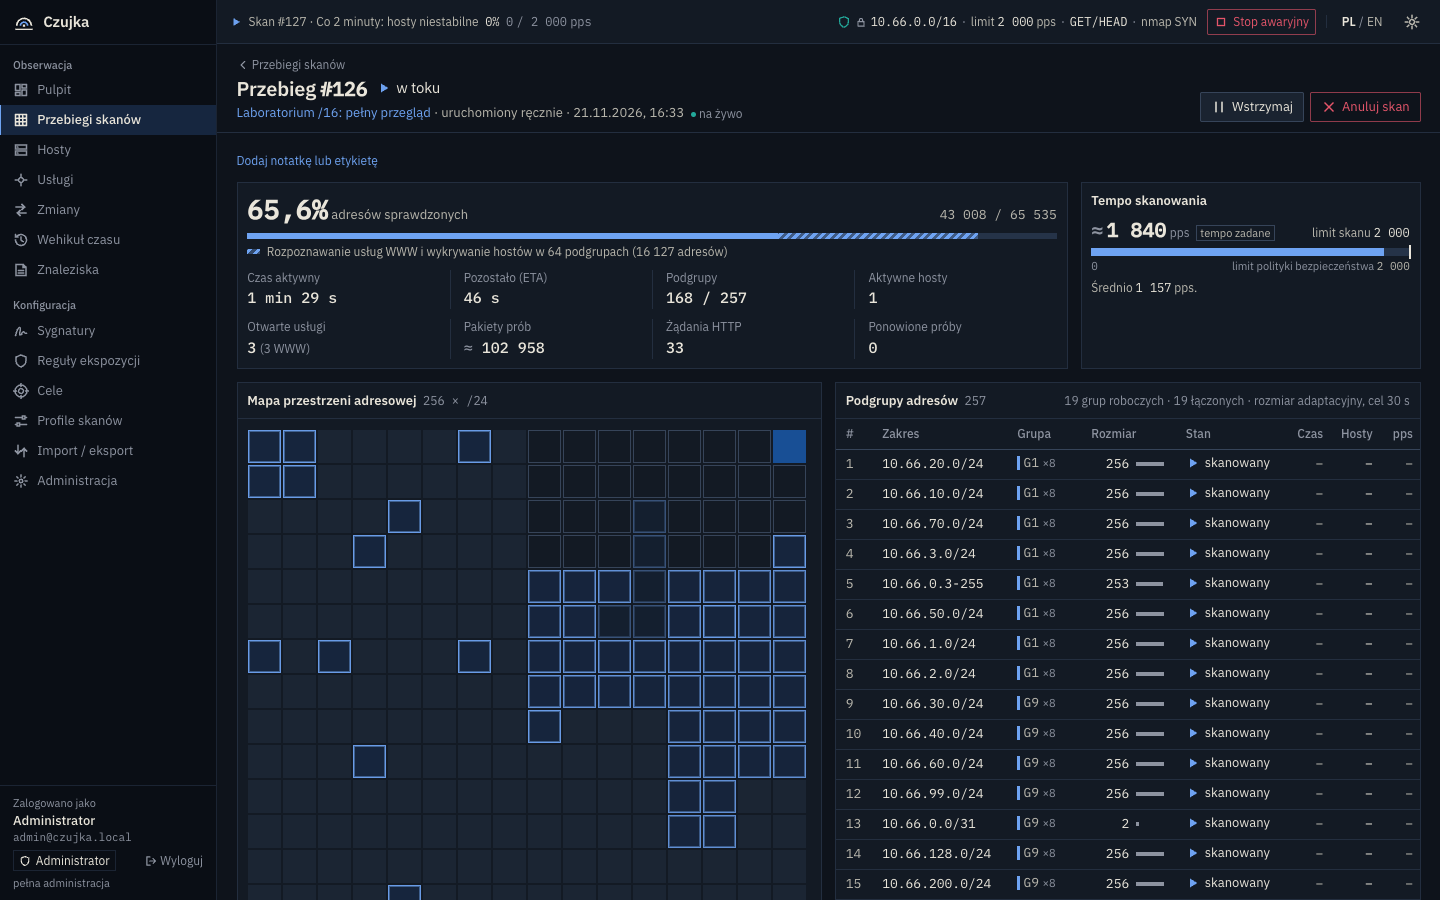 Czujka
Skan #127 · Co 2 minuty: hosty niestabilne 0% 0 / 2 000 pps
10.66.0.0/16 · limit 2 000 pps · GET/HEAD · nmap SYN
Stop awaryjny
PL / EN
Obserwacja
Pulpit
Przebiegi skanów
Hosty
Usługi
Zmiany
Wehikuł czasu
Znaleziska
Konfiguracja
Sygnatury
Reguły ekspozycji
Cele
Profile skanów
Import / eksport
Administracja
Zalogowano jako
Administrator
admin@czujka.local
Administrator
Wyloguj
pełna administracja
Przebiegi skanów
Przebieg #126 w toku
Laboratorium /16: pełny przegląd · uruchomiony ręcznie · 21.11.2026, 16:33 na żywo
Wstrzymaj
Anuluj skan
Dodaj notatkę lub etykietę
65,6% adresów sprawdzonych 43 008 / 65 535
Rozpoznawanie usług WWW i wykrywanie hostów w 64 podgrupach (16 127 adresów)
Czas aktywny Pozostało (ETA) Podgrupy Aktywne hosty
1 min 29 s 46 s 168 / 257 1
Otwarte usługi Pakiety prób Żądania HTTP Ponowione próby
3 (3 WWW) ≈ 102 958 33 0
Tempo skanowania
≈ 1 840 pps tempo zadane limit skanu 2 000
0 limit polityki bezpieczeństwa 2 000
Średnio 1 157 pps.
Mapa przestrzeni adresowej 256 × /24
Podgrupy adresów 257 19 grup roboczych · 19 łączonych · rozmiar adaptacyjny, cel 30 s
# Zakres Grupa Rozmiar Stan Czas Hosty pps
1 10.66.20.0/24 G1 ×8 256 skanowany – – –
2 10.66.10.0/24 G1 ×8 256 skanowany – – –
3 10.66.70.0/24 G1 ×8 256 skanowany – – –
4 10.66.3.0/24 G1 ×8 256 skanowany – – –
5 10.66.0.3-255 G1 ×8 253 skanowany – – –
6 10.66.50.0/24 G1 ×8 256 skanowany – – –
7 10.66.1.0/24 G1 ×8 256 skanowany – – –
8 10.66.2.0/24 G1 ×8 256 skanowany – – –
9 10.66.30.0/24 G9 ×8 256 skanowany – – –
10 10.66.40.0/24 G9 ×8 256 skanowany – – –
11 10.66.60.0/24 G9 ×8 256 skanowany – – –
12 10.66.99.0/24 G9 ×8 256 skanowany – – –
13 10.66.0.0/31 G9 ×8 2 skanowany – – –
14 10.66.128.0/24 G9 ×8 256 skanowany – – –
15 10.66.200.0/24 G9 ×8 256 skanowany – – –